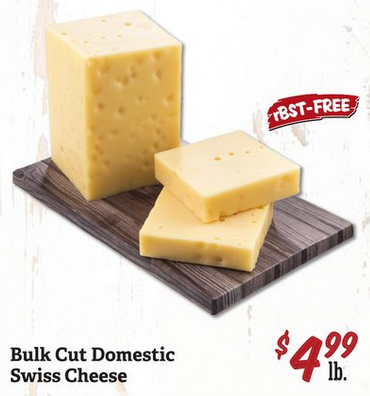 rBST-FREE
Bulk Cut Domestic
Swiss Cheese
$4.99
lb.